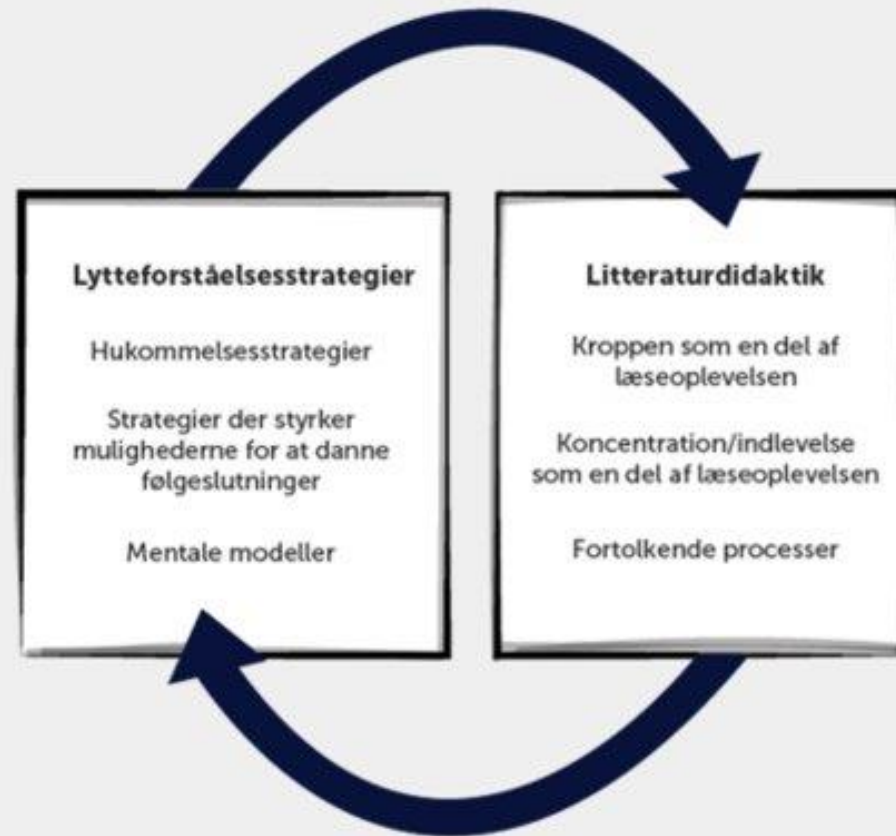 Lytteforståelsesstrategier
Hukommelsesstrategier
Strategier der styrker
mulighederne for at danne
følgeslutninger
Mentale modeller
Litteraturdidaktik
Kroppen som en del af
læseoplevelsen
Koncentration/indlevelse
som en del af læseoplevelsen
Fortolkende processer